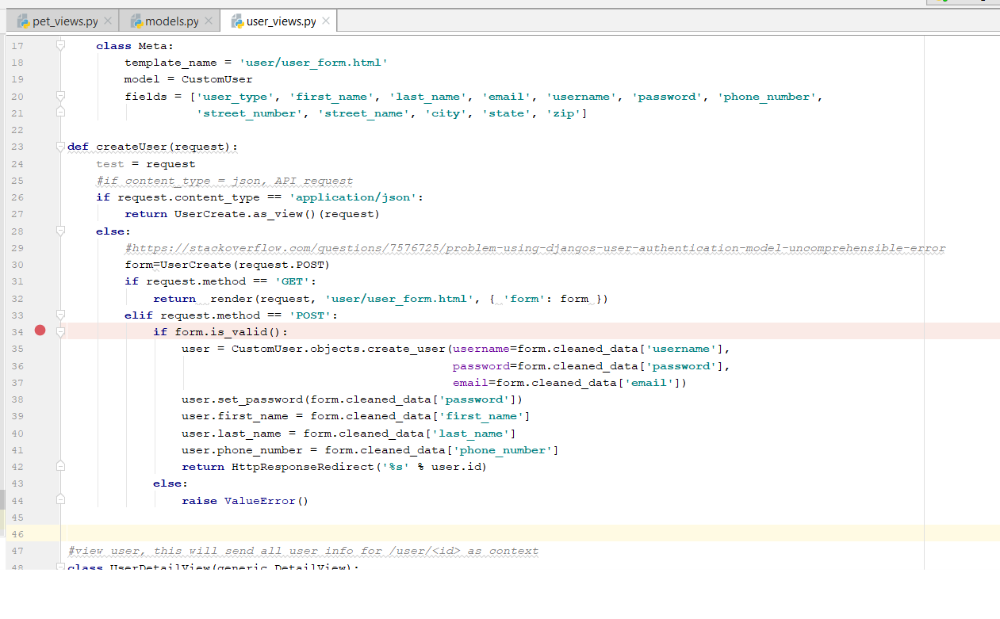 pet_views.py × models.py × user_views.py ×
17 class Meta:
18 template_name = 'user/user_form.html'
19 model = CustomUser
20 fields = ['user_type', 'first_name', 'last_name', 'email', 'username', 'password', 'phone_number',
21 'street_number', 'street_name', 'city', 'state', 'zip']
22
23 def createUser(request):
24 test = request
25 #if content_type = json, API request
26 if request.content_type == 'application/json':
27 return UserCreate.as_view()(request)
28 else:
29 #https://stackoverflow.com/questions/7576725/problem-using-djangos-user-authentication-model-uncomprehensible-error
30 form=UserCreate(request.POST)
31 if request.method == 'GET':
32 return  render(request, 'user/user_form.html', { 'form': form })
33 elif request.method == 'POST':
34 if form.is_valid():
35 user = CustomUser.objects.create_user(username=form.cleaned_data['username'],
36 password=form.cleaned_data['password'],
37 email=form.cleaned_data['email'])
38 user.set_password(form.cleaned_data['password'])
39 user.first_name = form.cleaned_data['first_name']
40 user.last_name = form.cleaned_data['last_name']
41 user.phone_number = form.cleaned_data['phone_number']
42 return HttpResponseRedirect('%s' % user.id)
43 else:
44 raise ValueError()
45
46
47 #view user, this will send all user info for /user/<id> as context
48 class UserDetailView(generic.DetailView):